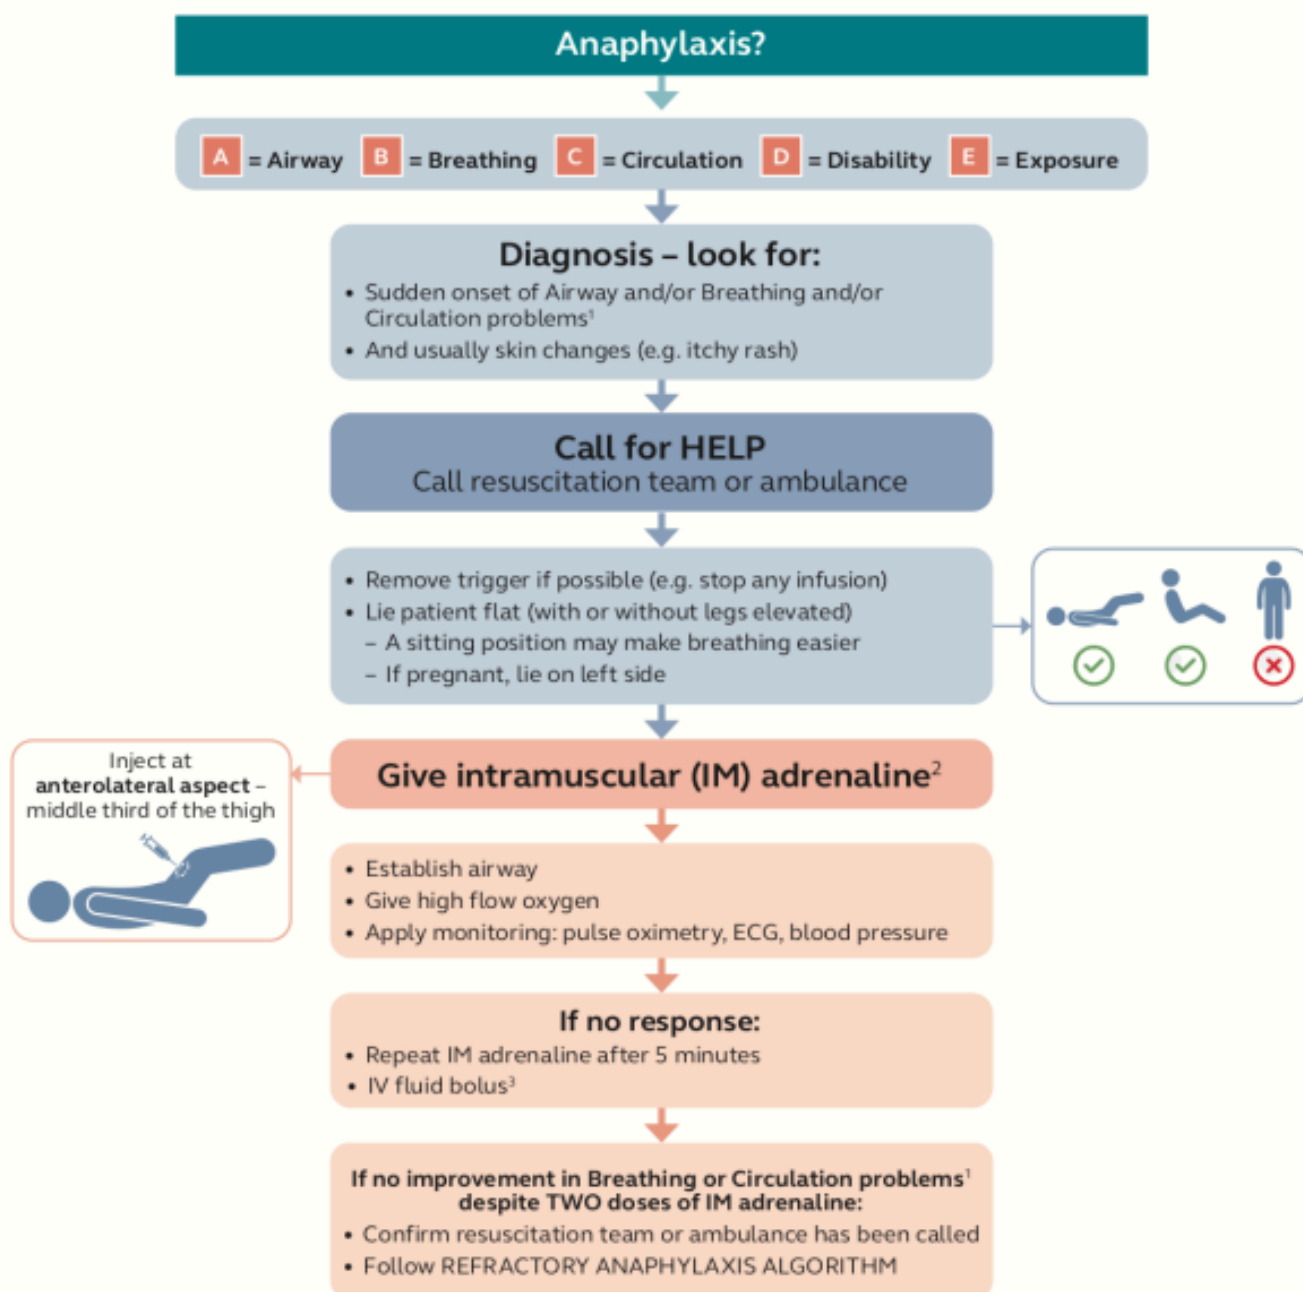 Anaphylaxis?
A = Airway B = Breathing C = Circulation D = Disability E = Exposure
Diagnosis – look for:
• Sudden onset of Airway and/or Breathing and/or
Circulation problems¹
• And usually skin changes (e.g. itchy rash)
Call for HELP
Call resuscitation team or ambulance
• Remove trigger if possible (e.g. stop any infusion)
• Lie patient flat (with or without legs elevated)
– A sitting position may make breathing easier
– If pregnant, lie on left side
Give intramuscular (IM) adrenaline²
Inject at
anterolateral aspect –
middle third of the thigh
• Establish airway
• Give high flow oxygen
• Apply monitoring: pulse oximetry, ECG, blood pressure
If no response:
• Repeat IM adrenaline after 5 minutes
• IV fluid bolus³
If no improvement in Breathing or Circulation problems¹
despite TWO doses of IM adrenaline:
• Confirm resuscitation team or ambulance has been called
• Follow REFRACTORY ANAPHYLAXIS ALGORITHM